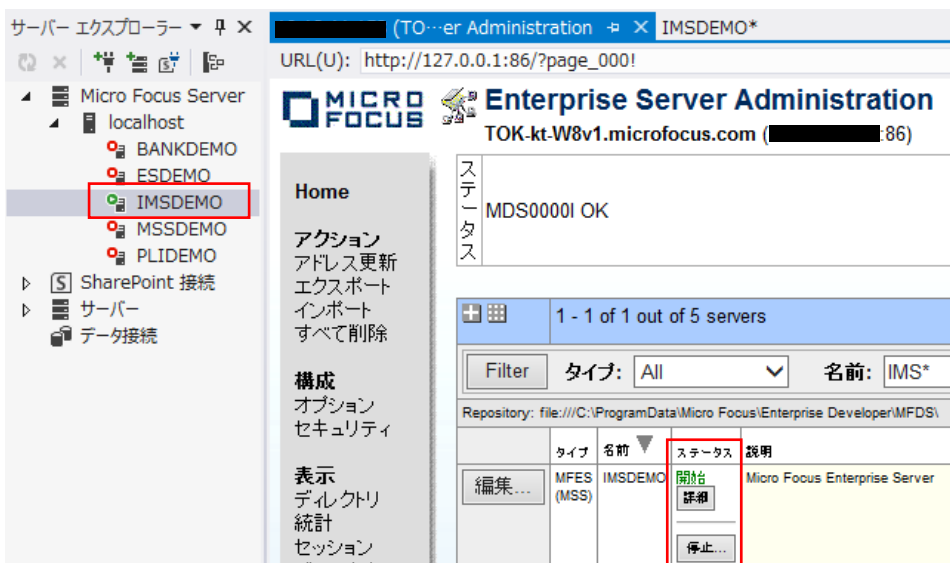 サーバー エクスプローラー
Micro Focus Server
localhost
BANKDEMO
ESDEMO
IMSDEMO
MSSDEMO
PLIDEMO
SharePoint 接続
サーバー
データ接続
(TO…er Administration
IMSDEMO*
URL(U): http://127.0.0.1:86/?page_000!
MICRO FOCUS
Enterprise Server Administration
TOK-kt-W8v1.microfocus.com ( :86)
Home
アクション
アドレス更新
エクスポート
インポート
すべて削除
構成
オプション
セキュリティ
表示
ディレクトリ
統計
セッション
ステータス
MDS0000I OK
1 - 1 of 1 out of 5 servers
Filter タイプ: All 名前: IMS*
Repository: file:///C:\ProgramData\Micro Focus\Enterprise Developer\MFDS\
タイプ 名前 ステータス 説明
編集... MFES (MSS) IMSDEMO 開始 Micro Focus Enterprise Server
詳細
停止...